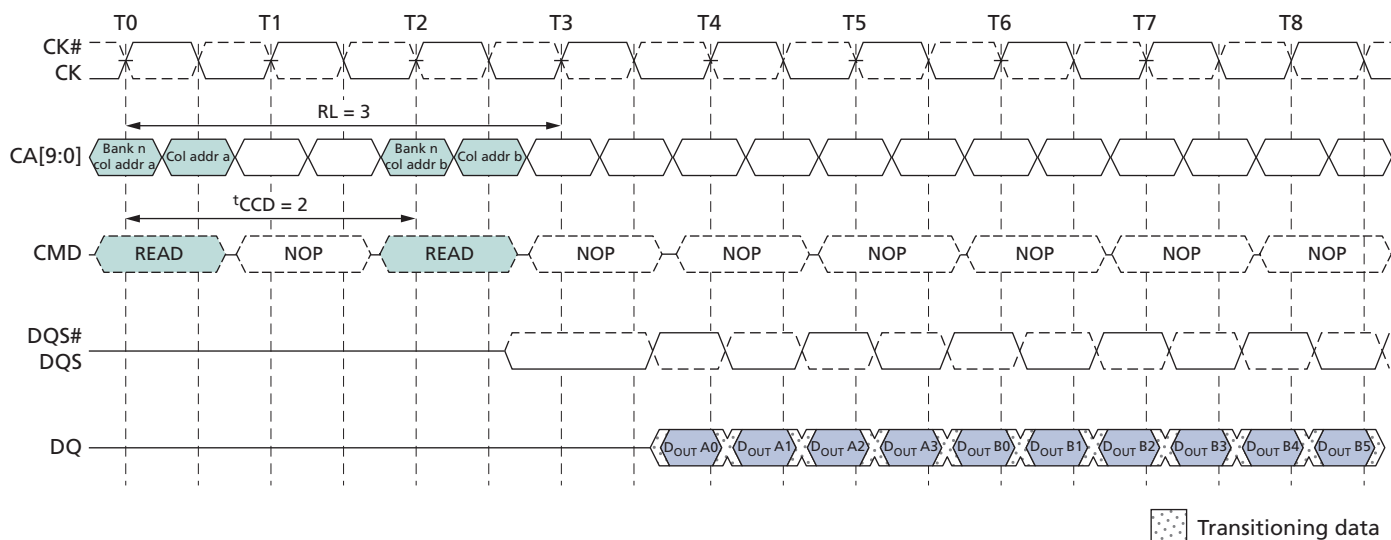 T0 T1 T2 T3 T4 T5 T6 T7 T8
CK#
CK
RL = 3
CA[9:0]
Bank n
col addr a
Col addr a
Bank n
col addr b
Col addr b
tCCD = 2
CMD READ NOP READ NOP NOP NOP NOP NOP NOP
DQS#
DQS
DQ DOUT A0 DOUT A1 DOUT A2 DOUT A3 DOUT B0 DOUT B1 DOUT B2 DOUT B3 DOUT B4 DOUT B5
Transitioning data